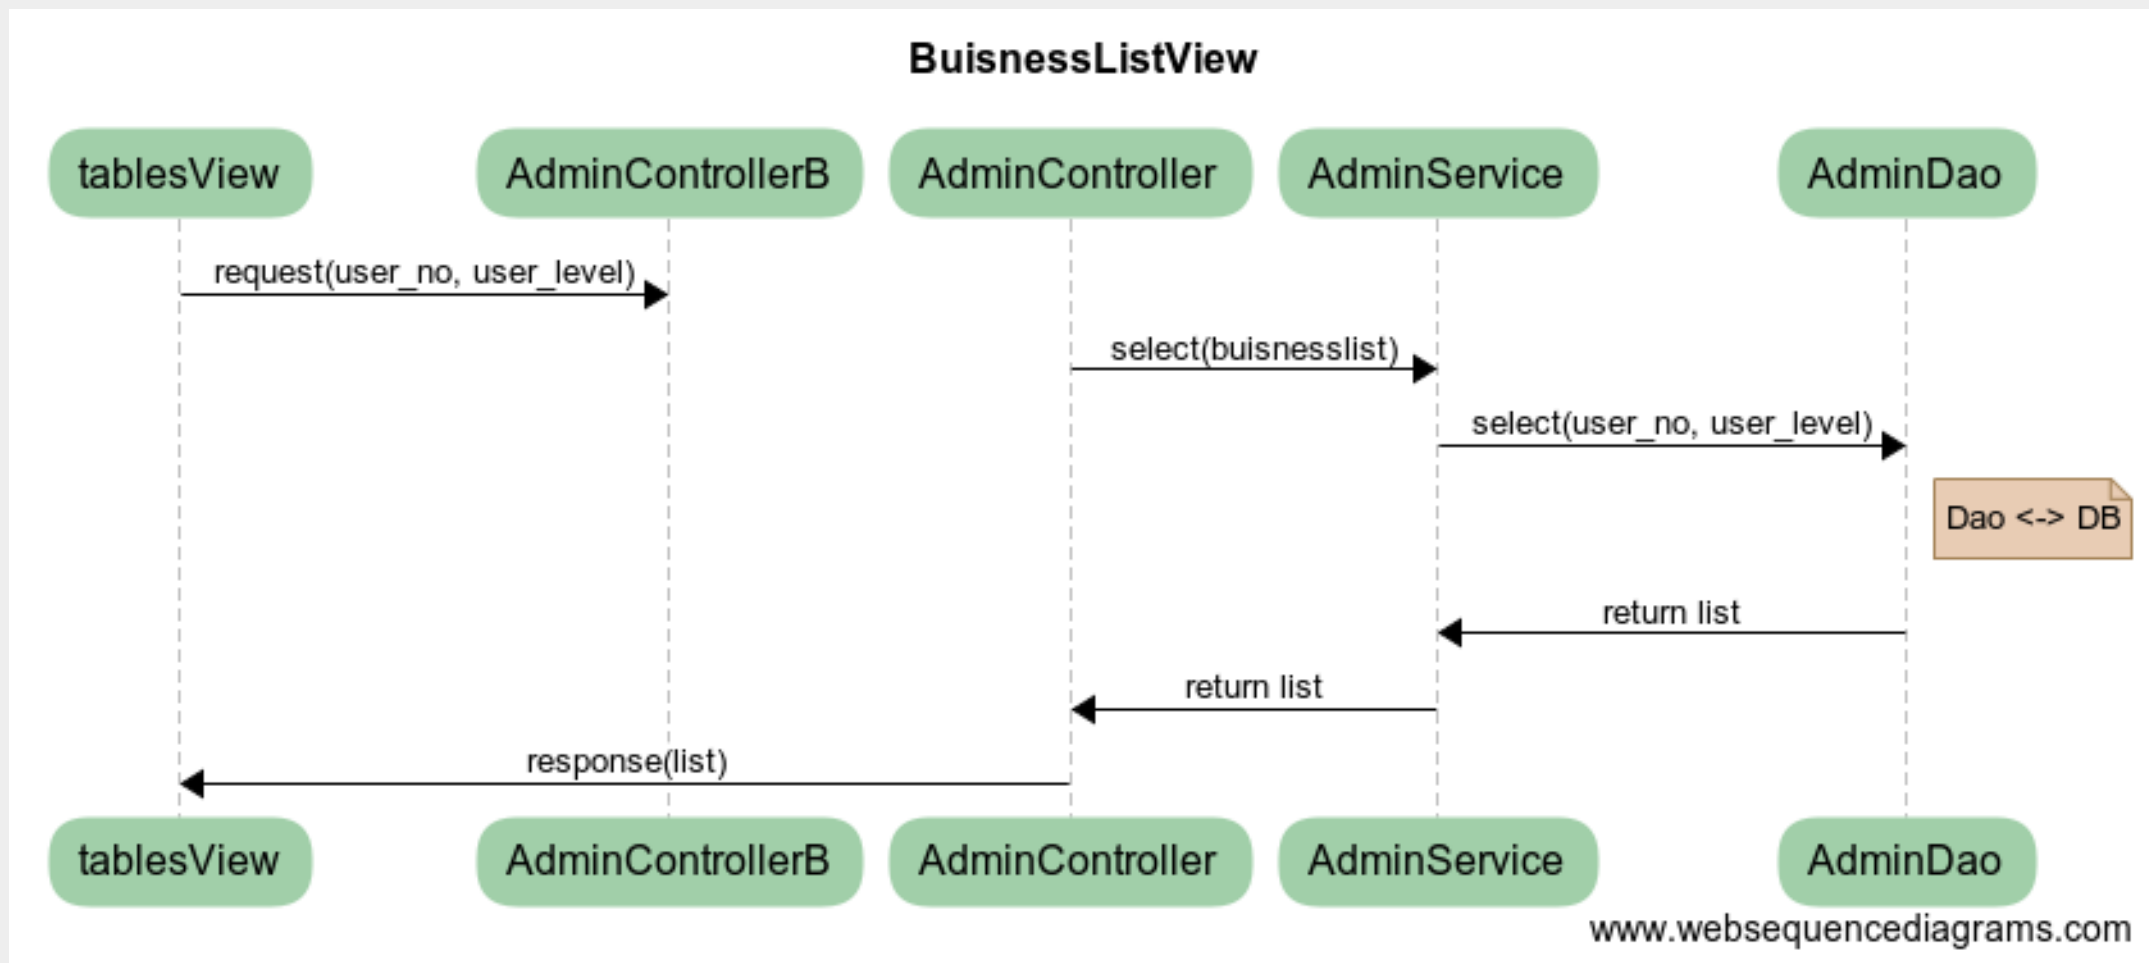 BuisnessListView
tablesView
AdminControllerB
AdminController
AdminService
AdminDao
request(user_no, user_level)
select(buisnesslist)
select(user_no, user_level)
Dao <-> DB
return list
return list
response(list)
tablesView
AdminControllerB
AdminController
AdminService
AdminDao
www.websequencediagrams.com